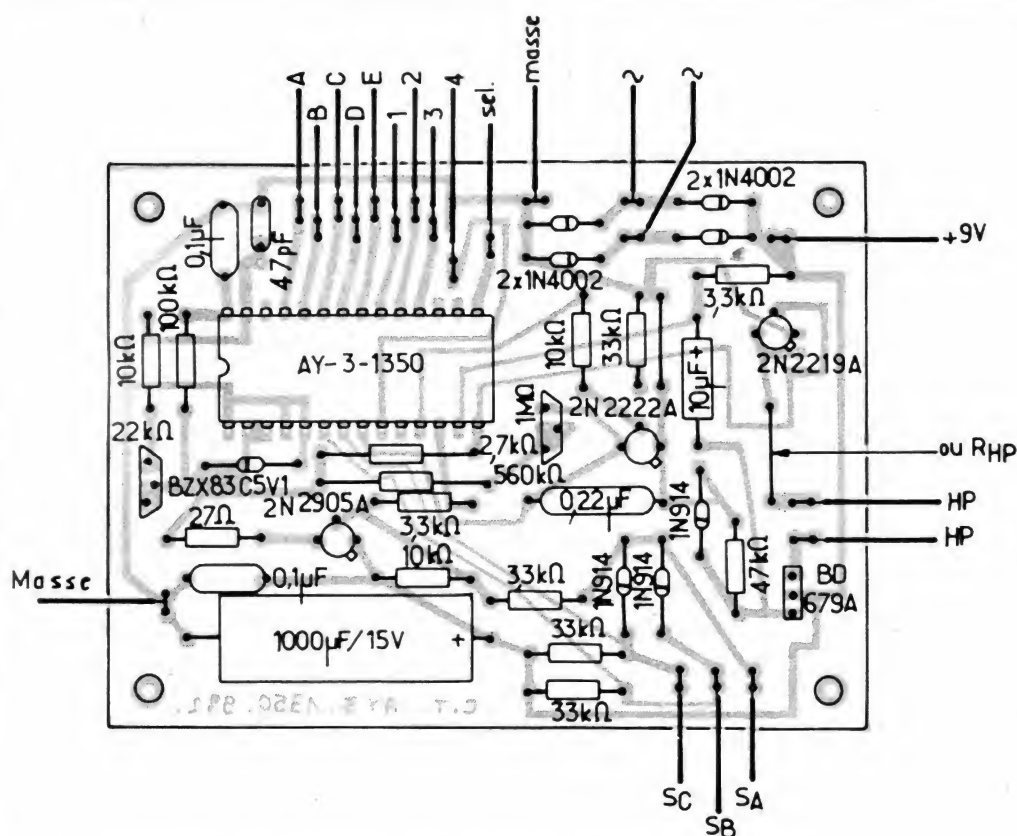 A
B
C
D
E
1
2
3
4
sel.
masse
2x1N4002
+9V
0,1µF
47pF
2x1N4002
3,3kΩ
10kΩ
100kΩ
AY-3-1350
10kΩ
33kΩ
10µF+
2N2219A
1MΩ
2N2222A
22kΩ
2,7kΩ
ou RHP
BZX83C5V1
560kΩ
2N2905A
0,22µF
1N914
HP
27Ω
3,3kΩ
HP
10kΩ
1N914
1N914
47kΩ
BD
679A
Masse
0,1µF
33kΩ
1000µF/15V
+
33kΩ
33kΩ
C.T. AY 3.1350.
SC
SB
SA